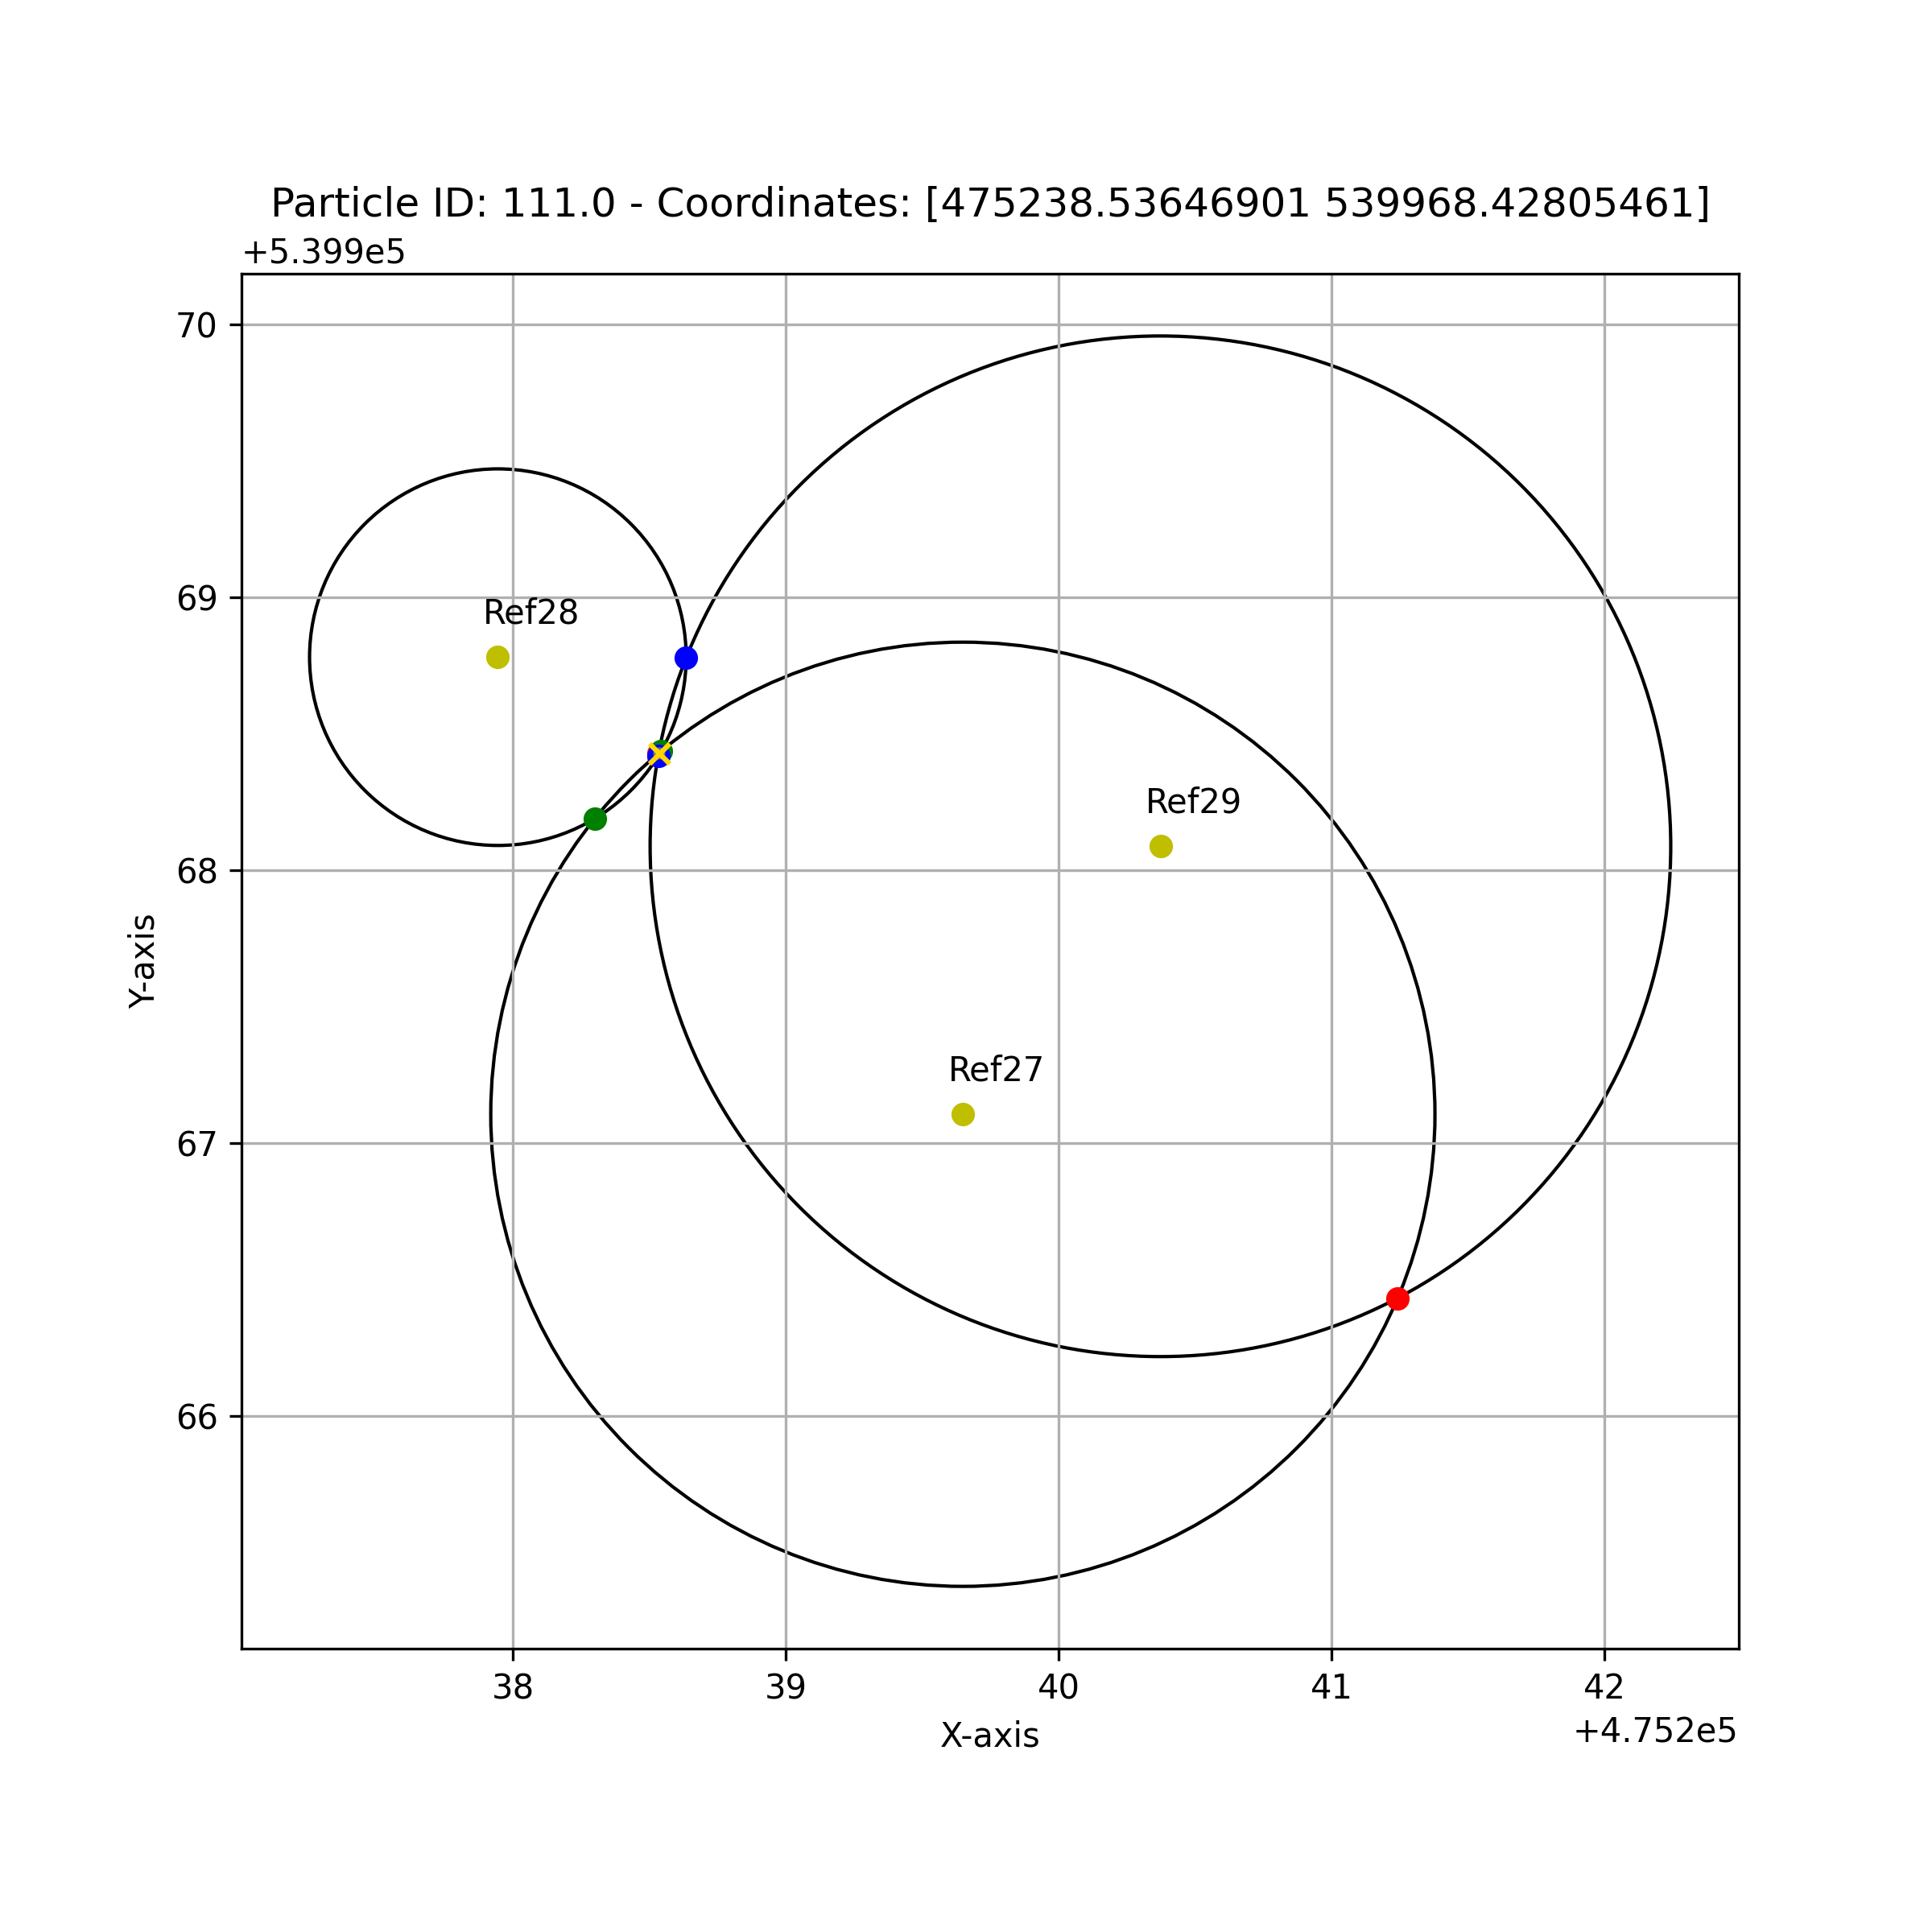 Particle ID: 111.0 - Coordinates: [475238.53646901 539968.42805461]
+5.399e5
70
69
68
67
66
Y-axis
Ref28
Ref29
Ref27
38 39 40 41 42
X-axis
+4.752e5